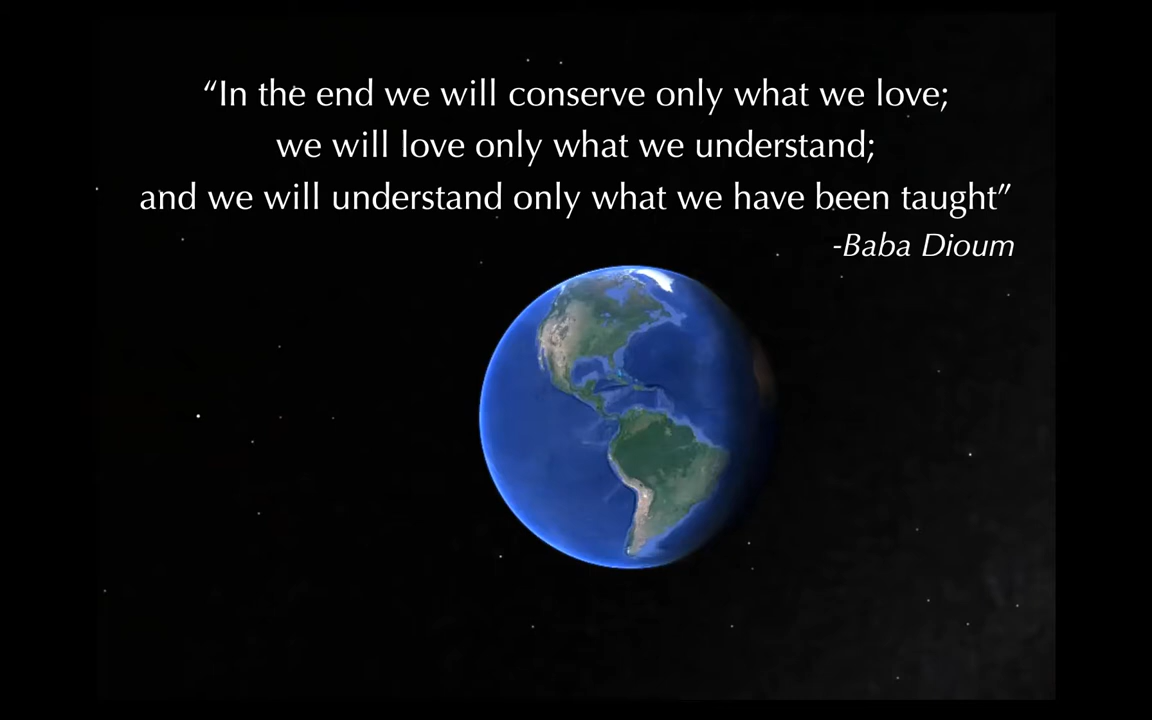 “In the end we will conserve only what we love;
we will love only what we understand;
and we will understand only what we have been taught”
-Baba Dioum